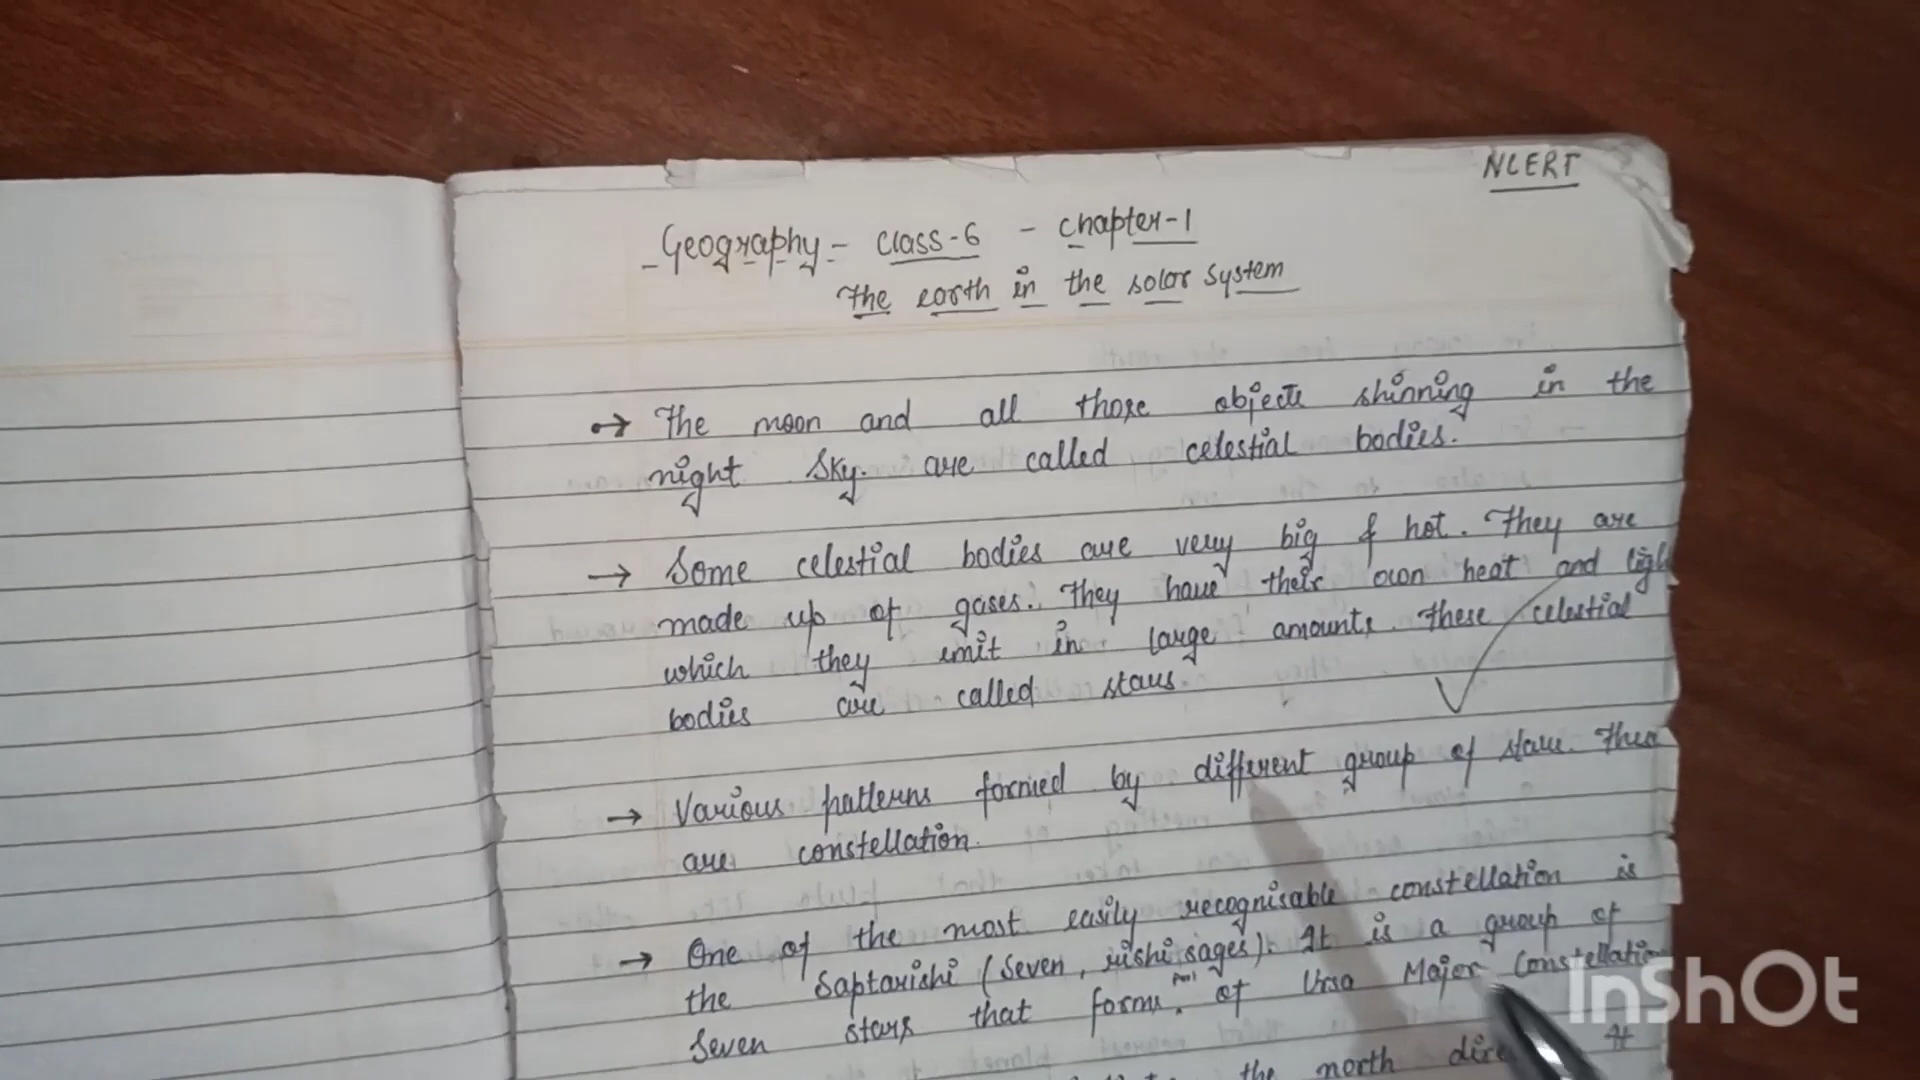 NCERT
Geography - class-6 - chapter-1
The earth in the solar system
→ The moon and all those objects shinning in the
night sky. are called celestial bodies.
→ Some celestial bodies are very big & hot. They are
made up of gases. They have their own heat and light
which they emit in large amounts. These celestial
bodies are called stars.
→ Various patterns formed by different group of stars. These
are constellation.
→ One of the most easily recognisable constellation is
the Saptarishi (Seven, rishi sages). It is a group of
seven stars that forms part of Ursa Major Constellation
the north It
InShOt